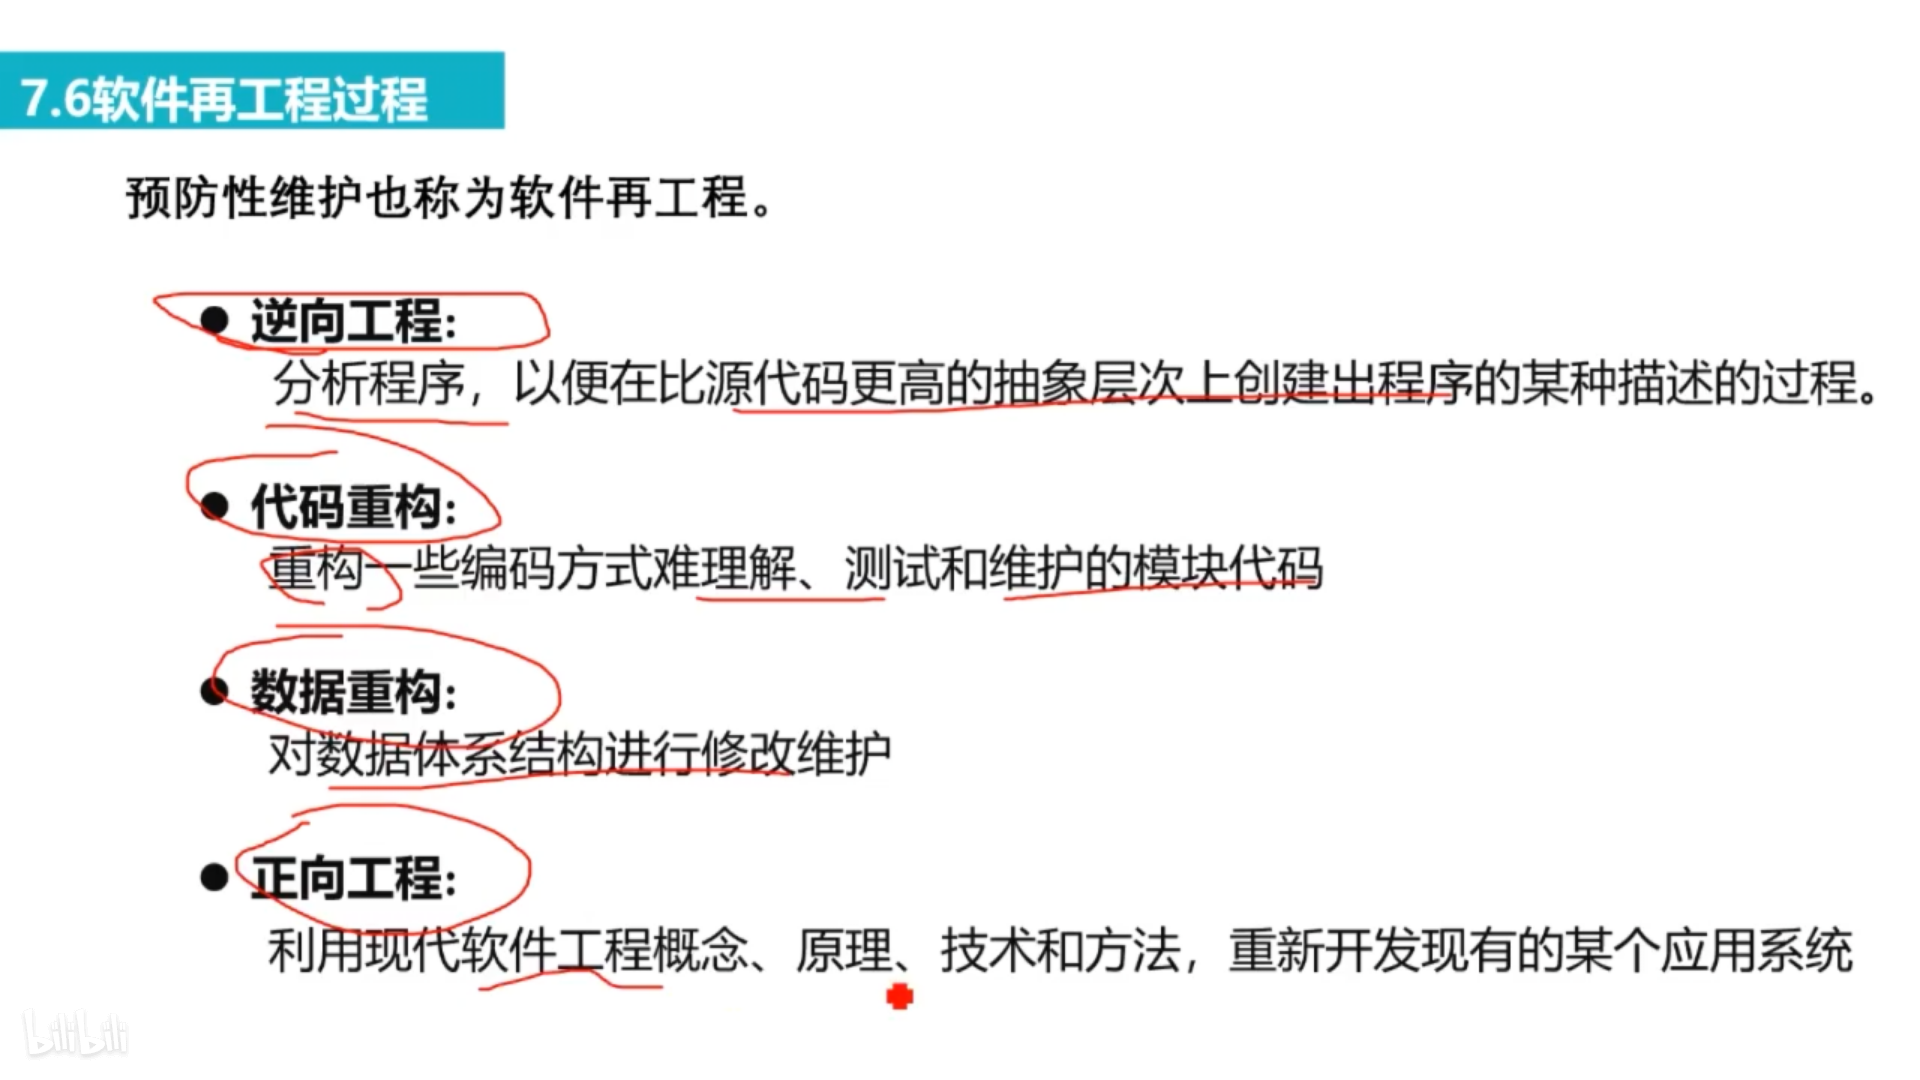 7.6软件再工程过程
预防性维护也称为软件再工程。
● 逆向工程：
分析程序，以便在比源代码更高的抽象层次上创建出程序的某种描述的过程。
● 代码重构：
重构一些编码方式难理解、测试和维护的模块代码
● 数据重构：
对数据体系结构进行修改维护
● 正向工程：
利用现代软件工程概念、原理、技术和方法，重新开发现有的某个应用系统
bilibili